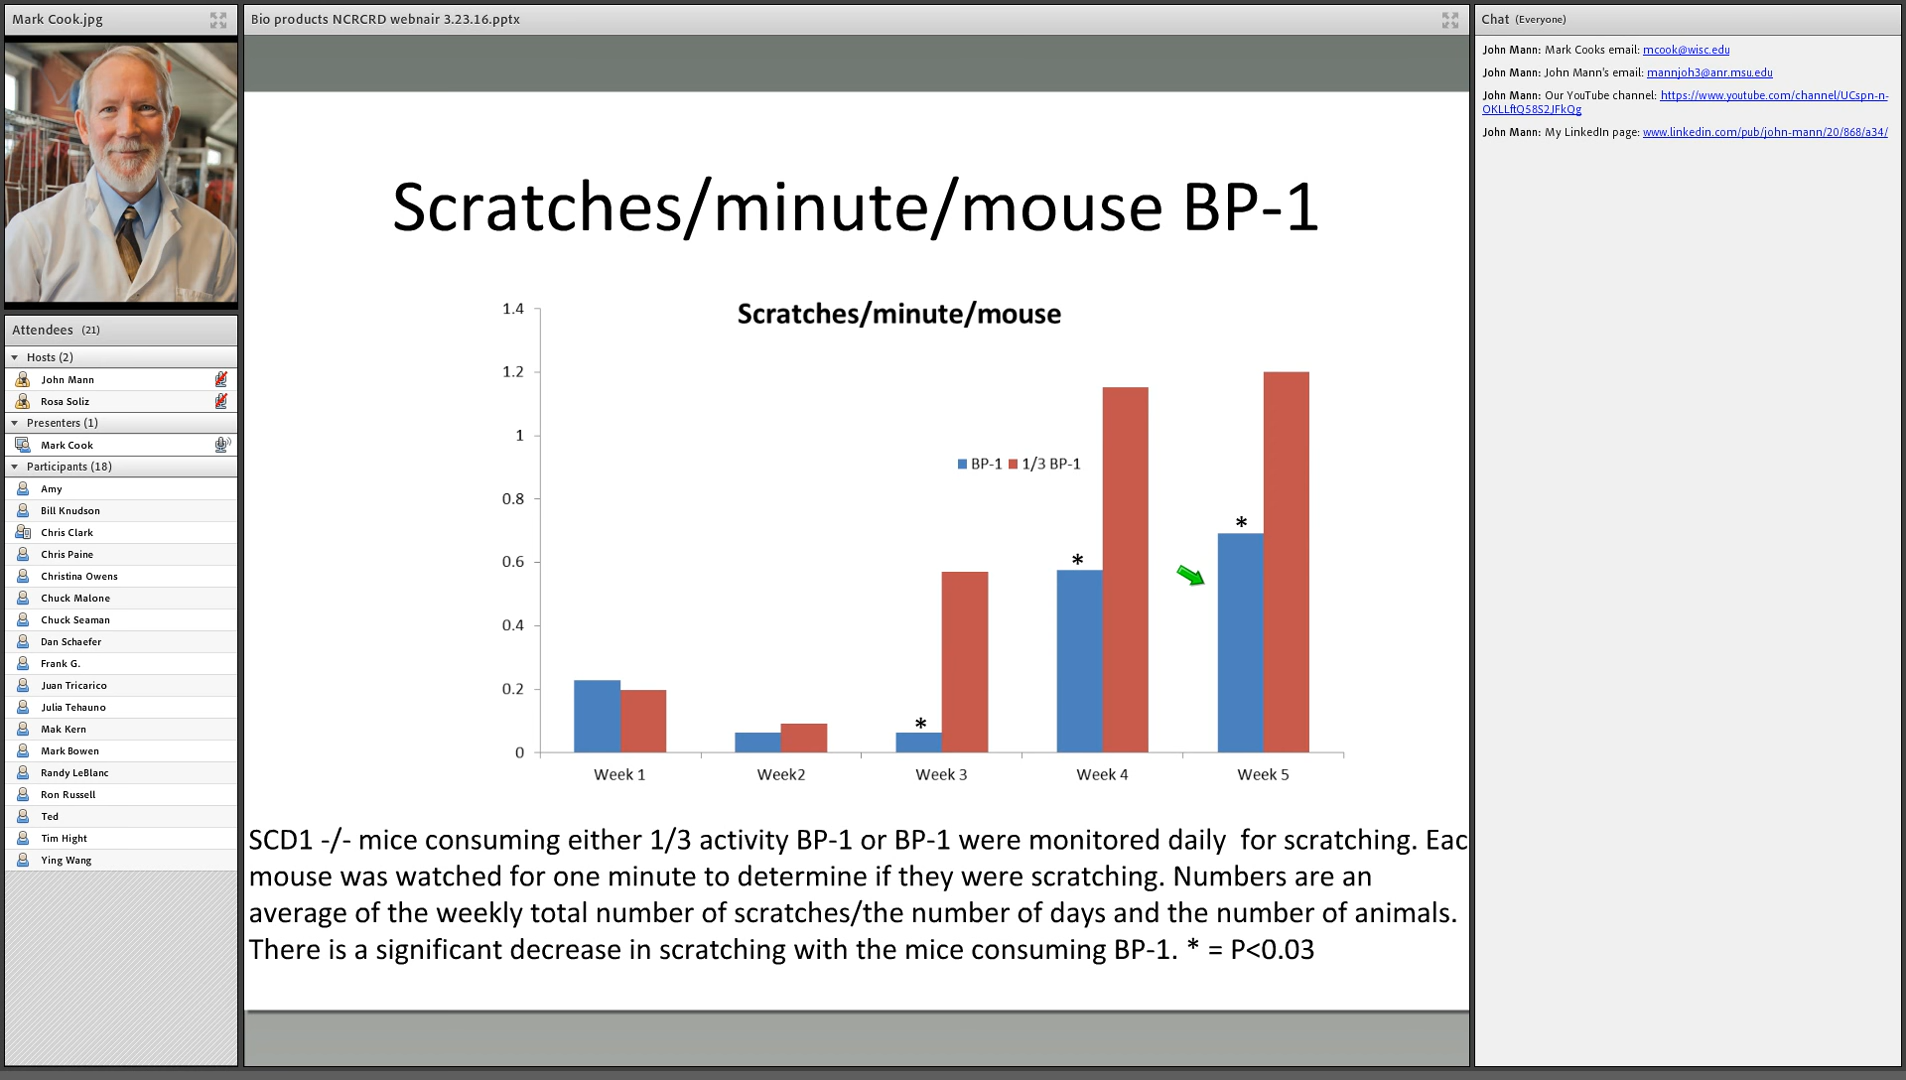 Mark Cook.jpg
Attendees (21)
Hosts (2)
John Mann
Rosa Soliz
Presenters (1)
Mark Cook
Participants (18)
Amy
Bill Knudson
Chris Clark
Chris Paine
Christina Owens
Chuck Malone
Chuck Seaman
Dan Schaefer
Frank G.
Juan Tricarico
Julia Tehauno
Mak Kern
Mark Bowen
Randy LeBlanc
Ron Russell
Ted
Tim Hight
Ying Wang
Bio products NCRCRD webnair 3.23.16.pptx
Scratches/minute/mouse BP-1
Scratches/minute/mouse
1.4
1.2
1
0.8
0.6
0.4
0.2
0
BP-1 1/3 BP-1
*
*
*
Week 1 Week2 Week 3 Week 4 Week 5
SCD1 -/- mice consuming either 1/3 activity BP-1 or BP-1 were monitored daily for scratching. Eac
mouse was watched for one minute to determine if they were scratching. Numbers are an
average of the weekly total number of scratches/the number of days and the number of animals.
There is a significant decrease in scratching with the mice consuming BP-1. * = P<0.03
Chat (Everyone)
John Mann: Mark Cooks email: mcook@wisc.edu
John Mann: John Mann's email: mannjoh3@anr.msu.edu
John Mann: Our YouTube channel: https://www.youtube.com/channel/UCspn-n-
OKLLftQ58S2JFkQg
John Mann: My LinkedIn page: www.linkedin.com/pub/john-mann/20/868/a34/